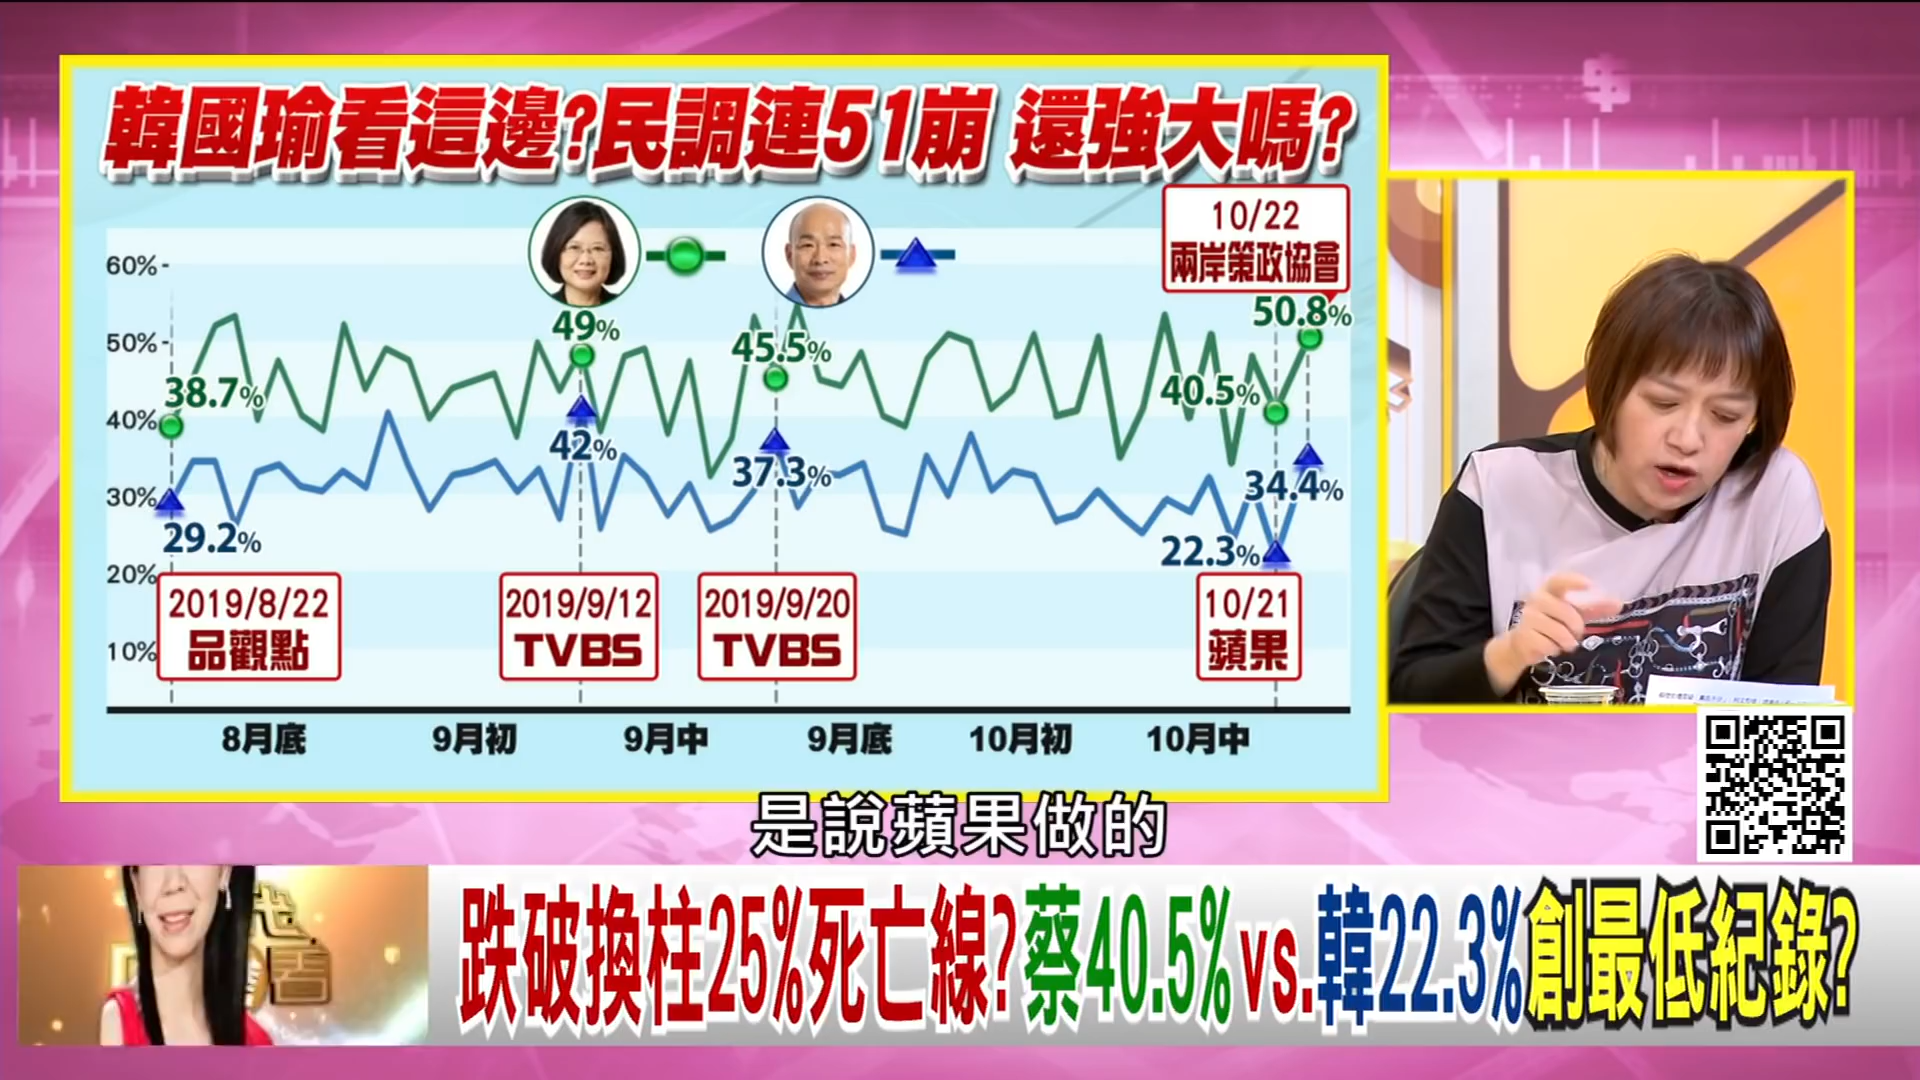 韓國瑜看這邊?民調連51崩 還強大嗎?
10/22
兩岸策政協會
60%
50%
40%
30%
20%
10%
49%
45.5%
50.8%
38.7%
40.5%
42%
37.3%
34.4%
29.2%
22.3%
2019/8/22
品觀點
2019/9/12
TVBS
2019/9/20
TVBS
10/21
蘋果
8月底
9月初
9月中
9月底
10月初
10月中
是說蘋果做的
跌破換柱25%死亡線?蔡40.5%vs.韓22.3%創最低紀錄?